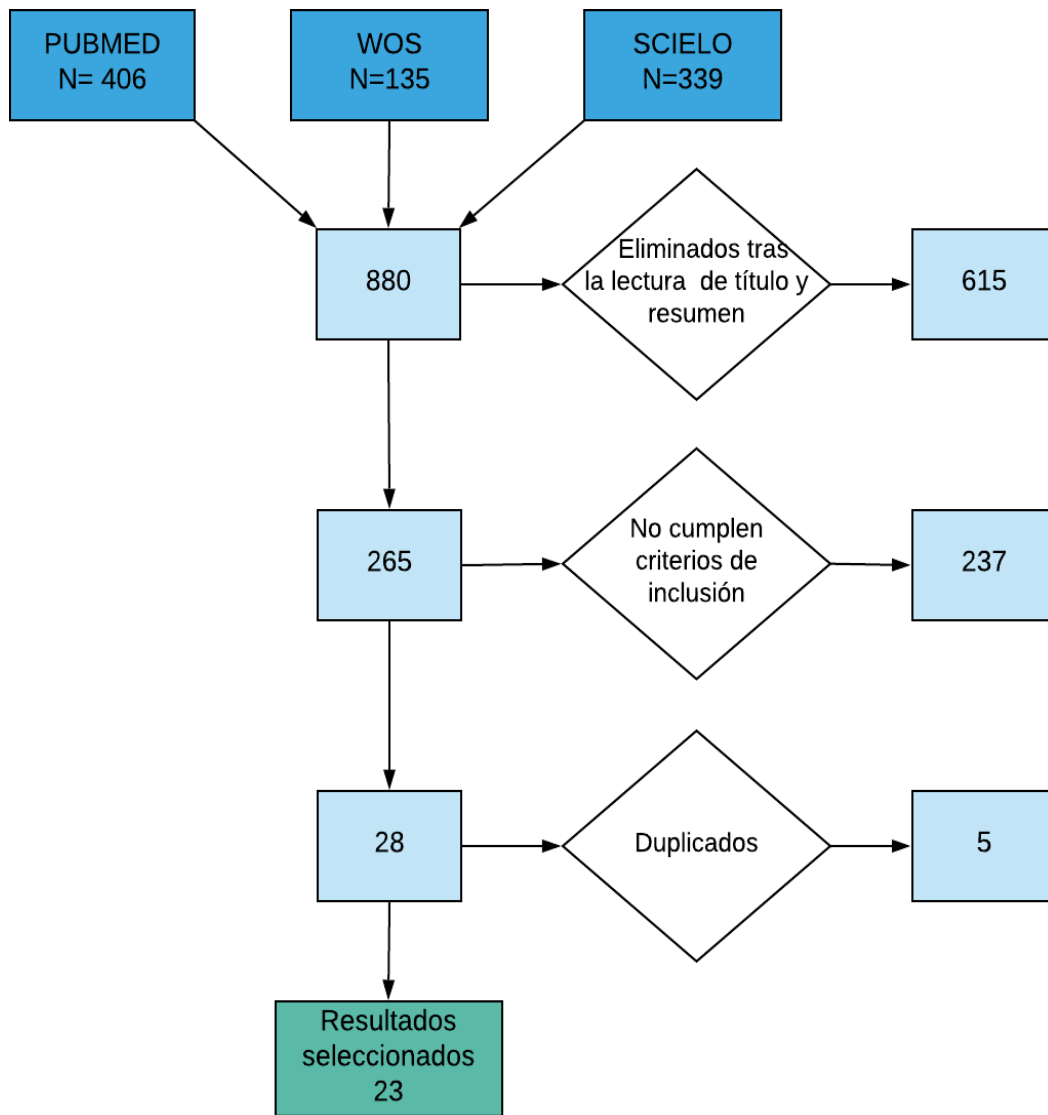 PUBMED
N= 406
WOS
N=135
SCIELO
N=339
880
Eliminados tras
la lectura de título y
resumen
615
265
No cumplen
criterios de
inclusión
237
28
Duplicados
5
Resultados
seleccionados
23